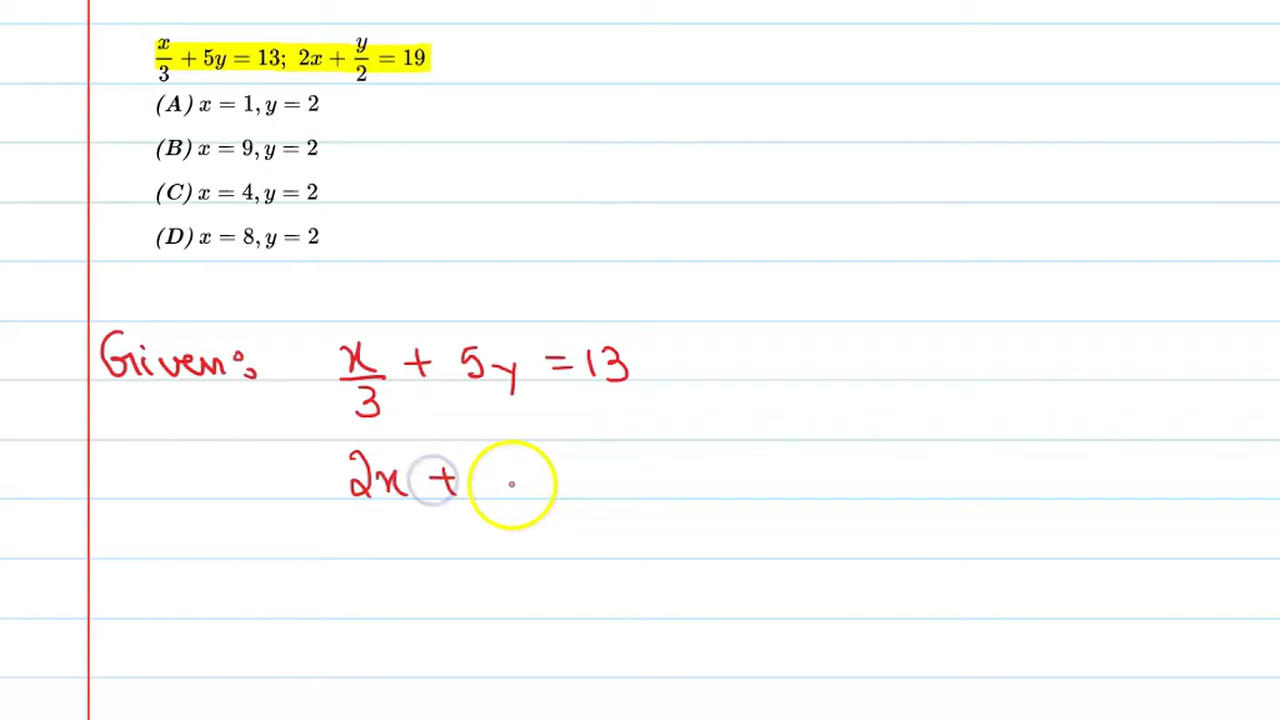 x/3 + 5y = 13; 2x + y/2 = 19
(A) x = 1, y = 2
(B) x = 9, y = 2
(C) x = 4, y = 2
(D) x = 8, y = 2
Given: x/3 + 5y = 13
2x +